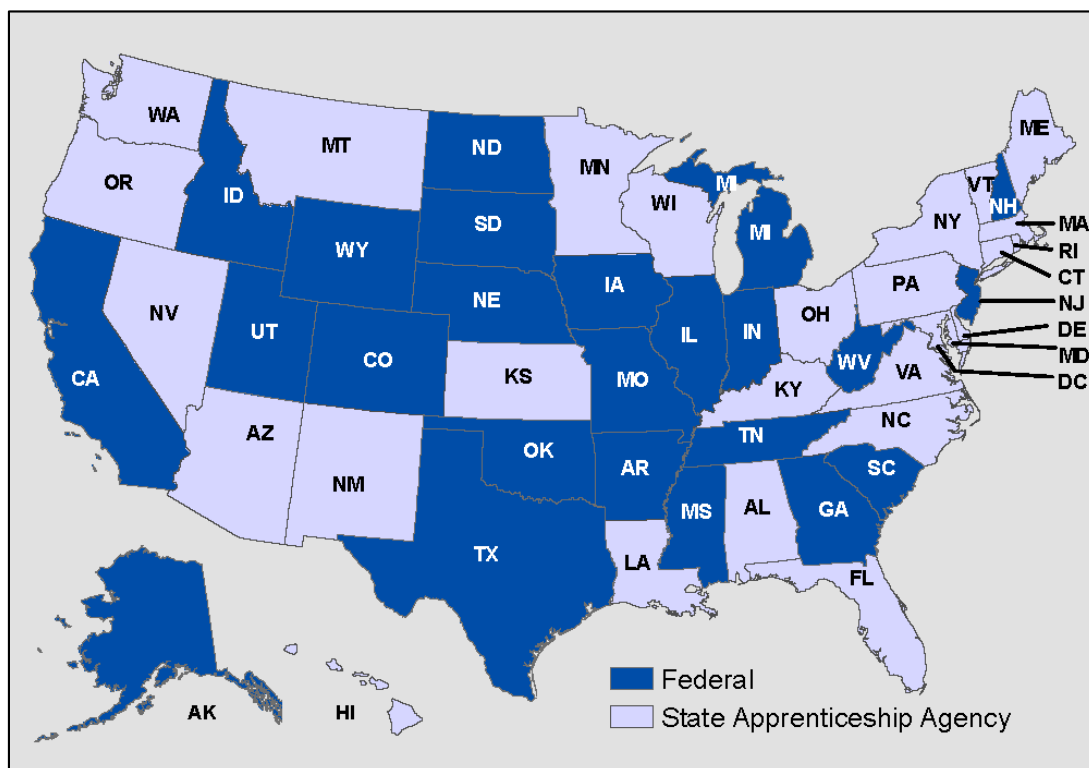 WA
MT
ND
MN
ME
OR
ID
SD
WI
MI
VT
NH
NY
MA
WY
MI
RI
CT
IA
PA
NE
NJ
NV
UT
OH
DE
IL
IN
MD
CO
WV
DC
CA
KS
MO
VA
KY
NC
AZ
TN
OK
AR
SC
NM
MS
AL
GA
TX
LA
FL
Federal
AK
HI
State Apprenticeship Agency